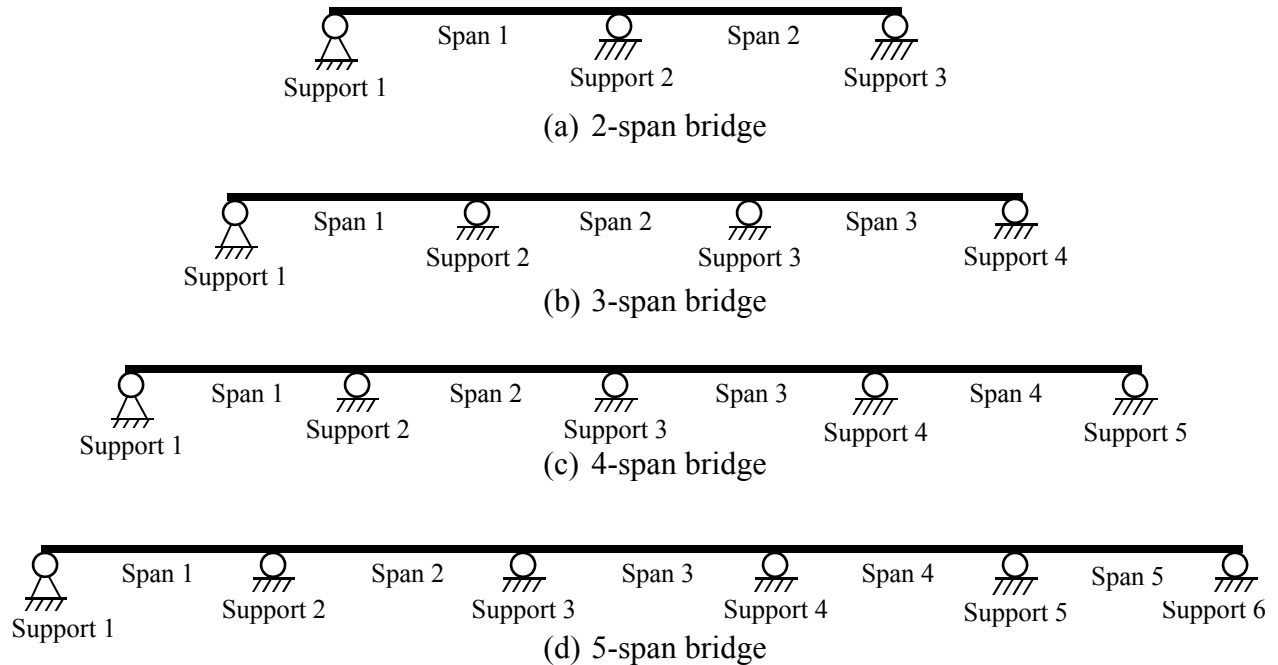 Span 1 Span 2
Support 1 Support 2 Support 3
(a) 2-span bridge
Span 1 Span 2 Span 3
Support 1 Support 2 Support 3 Support 4
(b) 3-span bridge
Span 1 Span 2 Span 3 Span 4
Support 1 Support 2 Support 3 Support 4 Support 5
(c) 4-span bridge
Span 1 Span 2 Span 3 Span 4 Span 5
Support 1 Support 2 Support 3 Support 4 Support 5 Support 6
(d) 5-span bridge